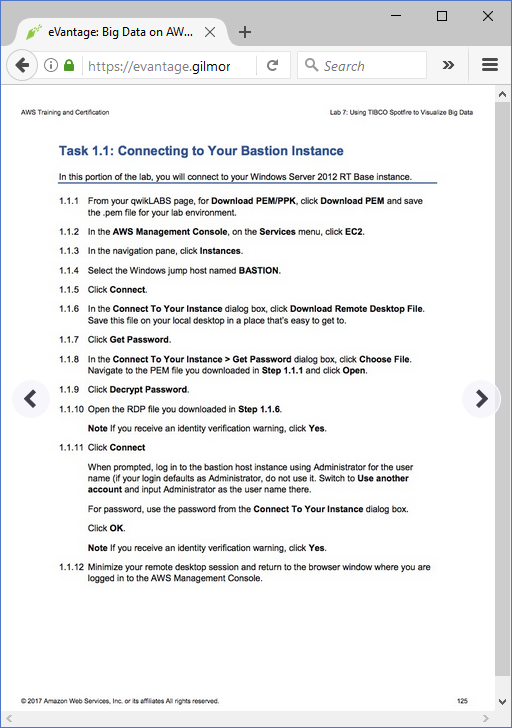 eVantage: Big Data on AW...
https://evantage.gilmor
Search
AWS Training and Certification
Lab 7: Using TIBCO Spotfire to Visualize Big Data
Task 1.1: Connecting to Your Bastion Instance
In this portion of the lab, you will connect to your Windows Server 2012 RT Base instance.
1.1.1 From your qwikLABS page, for Download PEM/PPK, click Download PEM and save
the .pem file for your lab environment.
1.1.2 In the AWS Management Console, on the Services menu, click EC2.
1.1.3 In the navigation pane, click Instances.
1.1.4 Select the Windows jump host named BASTION.
1.1.5 Click Connect.
1.1.6 In the Connect To Your Instance dialog box, click Download Remote Desktop File.
Save this file on your local desktop in a place that's easy to get to.
1.1.7 Click Get Password.
1.1.8 In the Connect To Your Instance > Get Password dialog box, click Choose File.
Navigate to the PEM file you downloaded in Step 1.1.1 and click Open.
1.1.9 Click Decrypt Password.
1.1.10 Open the RDP file you downloaded in Step 1.1.6.
Note If you receive an identity verification warning, click Yes.
1.1.11 Click Connect
When prompted, log in to the bastion host instance using Administrator for the user
name (if your login defaults as Administrator, do not use it. Switch to Use another
account and input Administrator as the user name there.
For password, use the password from the Connect To Your Instance dialog box.
Click OK.
Note If you receive an identity verification warning, click Yes.
1.1.12 Minimize your remote desktop session and return to the browser window where you are
logged in to the AWS Management Console.
© 2017 Amazon Web Services, Inc. or its affiliates All rights reserved.
125